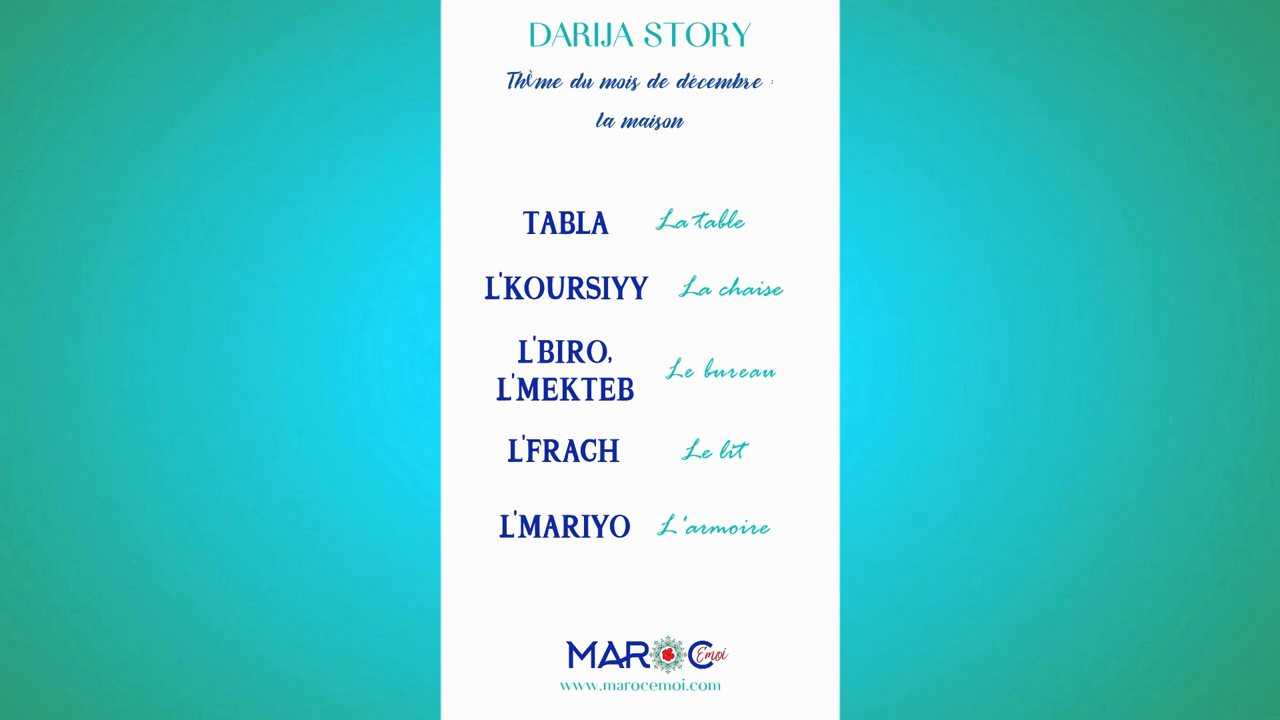 DARIJA STORY
Thème du mois de décembre :
la maison
TABLA La table
L'KOURSIYY La chaise
L'BIRO,
L'MEKTEB Le bureau
L'FRACH Le lit
L'MARIYO L'armoire
MAROC Émoi
www.marocemoi.com